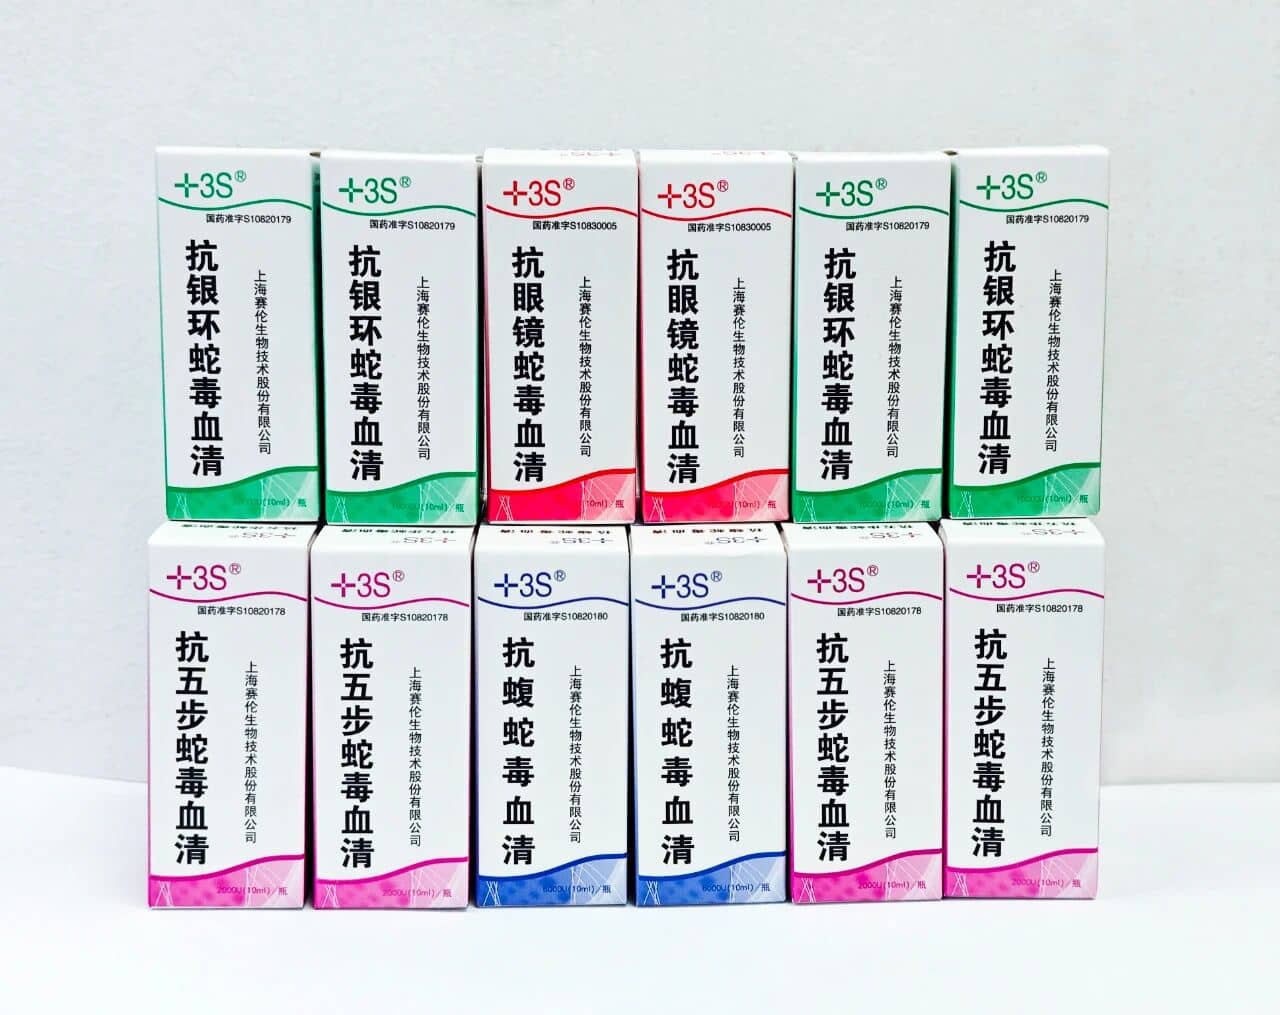 +3S®
国药准字S10820179
抗银环蛇毒血清
上海赛伦生物技术股份有限公司
10000U(10ml)/瓶
+3S®
国药准字S10820179
抗银环蛇毒血清
上海赛伦生物技术股份有限公司
(10ml)/瓶
+3S®
国药准字S10830005
抗眼镜蛇毒血清
上海赛伦生物技术股份有限公司
(10ml)/瓶
+3S®
国药准字S10830005
抗眼镜蛇毒血清
上海赛伦生物技术股份有限公司
(10ml)/瓶
+3S®
国药准字S10820179
抗银环蛇毒血清
上海赛伦生物技术股份有限公司
10000U(10ml)/瓶
+3S®
国药准字S10820179
抗银环蛇毒血清
上海赛伦生物技术股份有限公司
10000U(10ml)/瓶
+3S®
国药准字S10820178
抗五步蛇毒血清
上海赛伦生物技术股份有限公司
2000U(10ml)/瓶
+3S®
国药准字S10820178
抗五步蛇毒血清
上海赛伦生物技术股份有限公司
2000U(10ml)/瓶
+3S®
国药准字S10820180
抗蝮蛇毒血清
上海赛伦生物技术股份有限公司
6000U(10ml)/瓶
+3S®
国药准字S10820180
抗蝮蛇毒血清
上海赛伦生物技术股份有限公司
6000U(10ml)/瓶
+3S®
国药准字S10820178
抗五步蛇毒血清
上海赛伦生物技术股份有限公司
2000U(10ml)/瓶
+3S®
国药准字S10820178
抗五步蛇毒血清
上海赛伦生物技术股份有限公司
2000U(10ml)/瓶